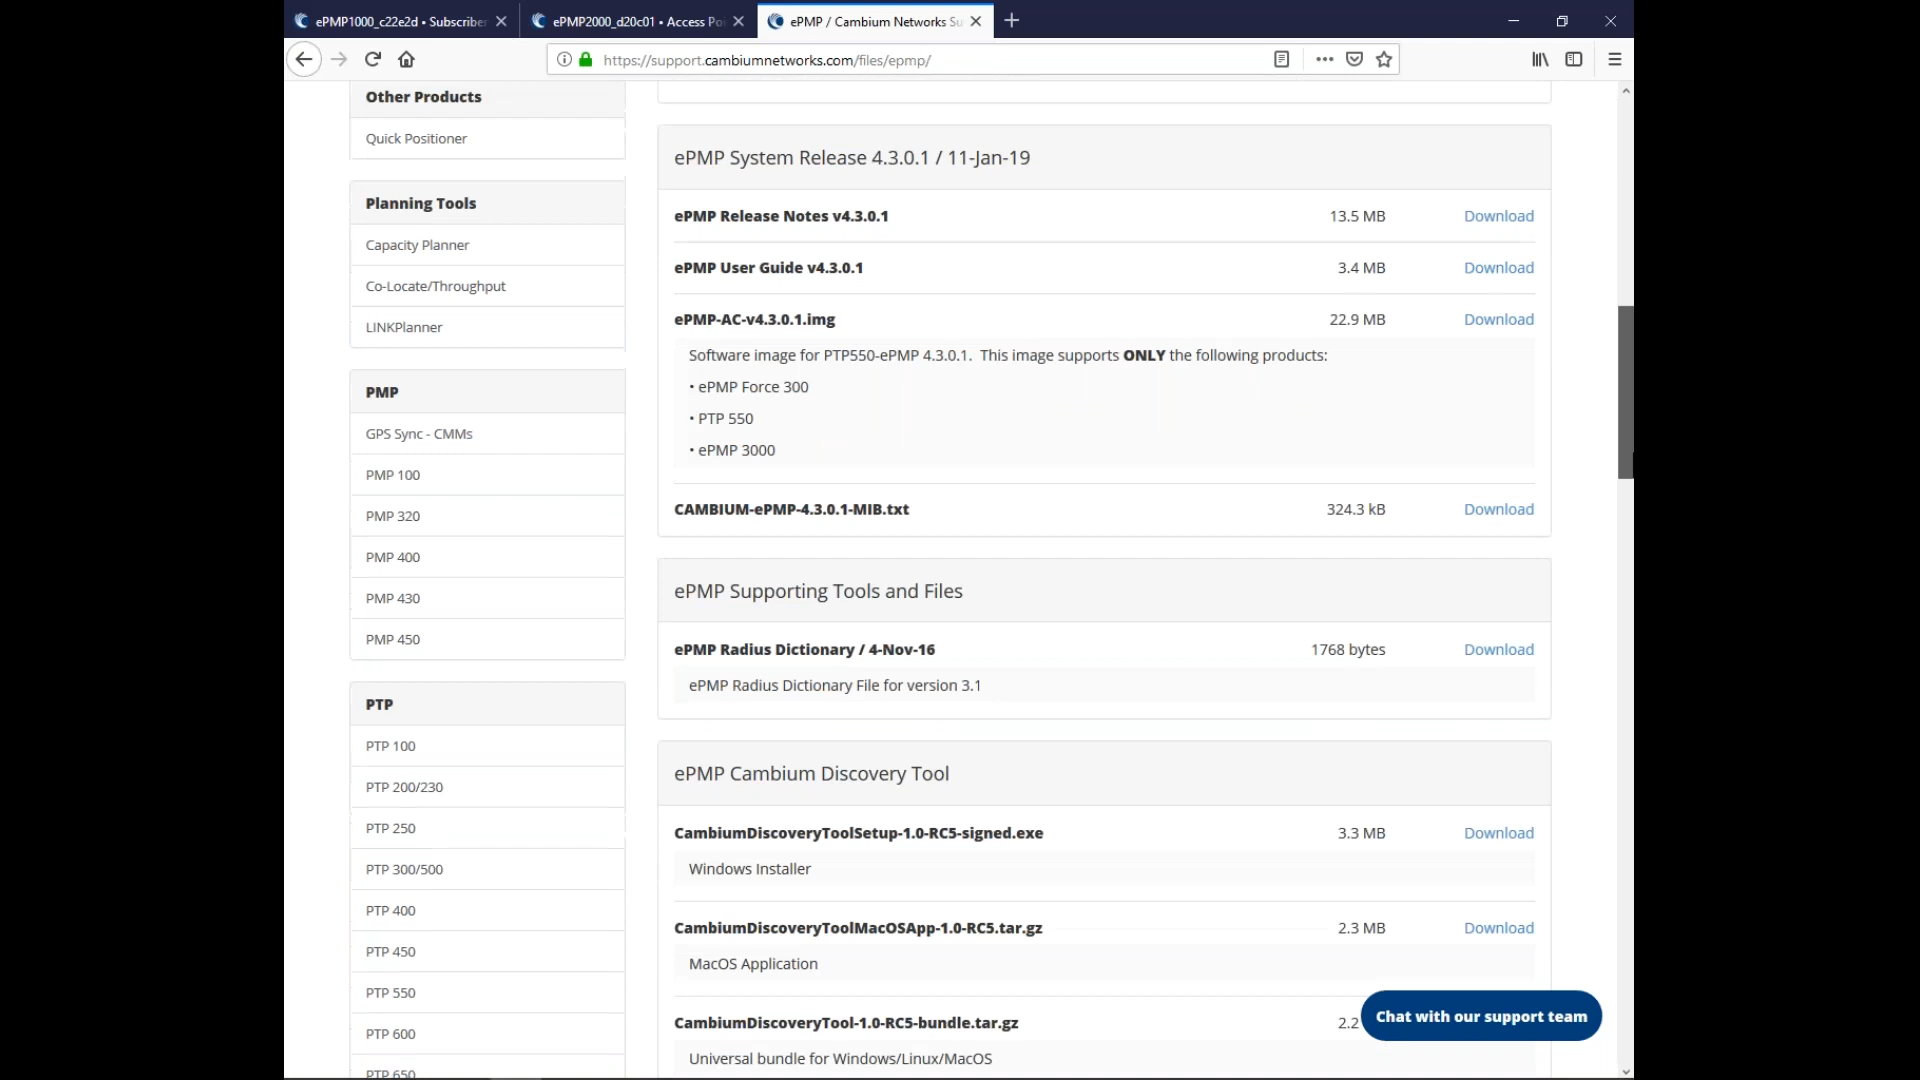 ePMP1000_c22e2d • Subscribe
ePMP2000_d20c01 • Access Po
ePMP / Cambium Networks Su
https://support.cambiumnetworks.com/files/epmp/
Other Products
Quick Positioner
Planning Tools
Capacity Planner
Co-Locate/Throughput
LINKPlanner
PMP
GPS Sync - CMMs
PMP 100
PMP 320
PMP 400
PMP 430
PMP 450
PTP
PTP 100
PTP 200/230
PTP 250
PTP 300/500
PTP 400
PTP 450
PTP 550
PTP 600
PTP 650
ePMP System Release 4.3.0.1 / 11-Jan-19
ePMP Release Notes v4.3.0.1 13.5 MB Download
ePMP User Guide v4.3.0.1 3.4 MB Download
ePMP-AC-v4.3.0.1.img 22.9 MB Download
Software image for PTP550-ePMP 4.3.0.1. This image supports ONLY the following products:
• ePMP Force 300
• PTP 550
• ePMP 3000
CAMBIUM-ePMP-4.3.0.1-MIB.txt 324.3 kB Download
ePMP Supporting Tools and Files
ePMP Radius Dictionary / 4-Nov-16 1768 bytes Download
ePMP Radius Dictionary File for version 3.1
ePMP Cambium Discovery Tool
CambiumDiscoveryToolSetup-1.0-RC5-signed.exe 3.3 MB Download
Windows Installer
CambiumDiscoveryToolMacOSApp-1.0-RC5.tar.gz 2.3 MB Download
MacOS Application
CambiumDiscoveryTool-1.0-RC5-bundle.tar.gz 2.2
Universal bundle for Windows/Linux/MacOS
Chat with our support team